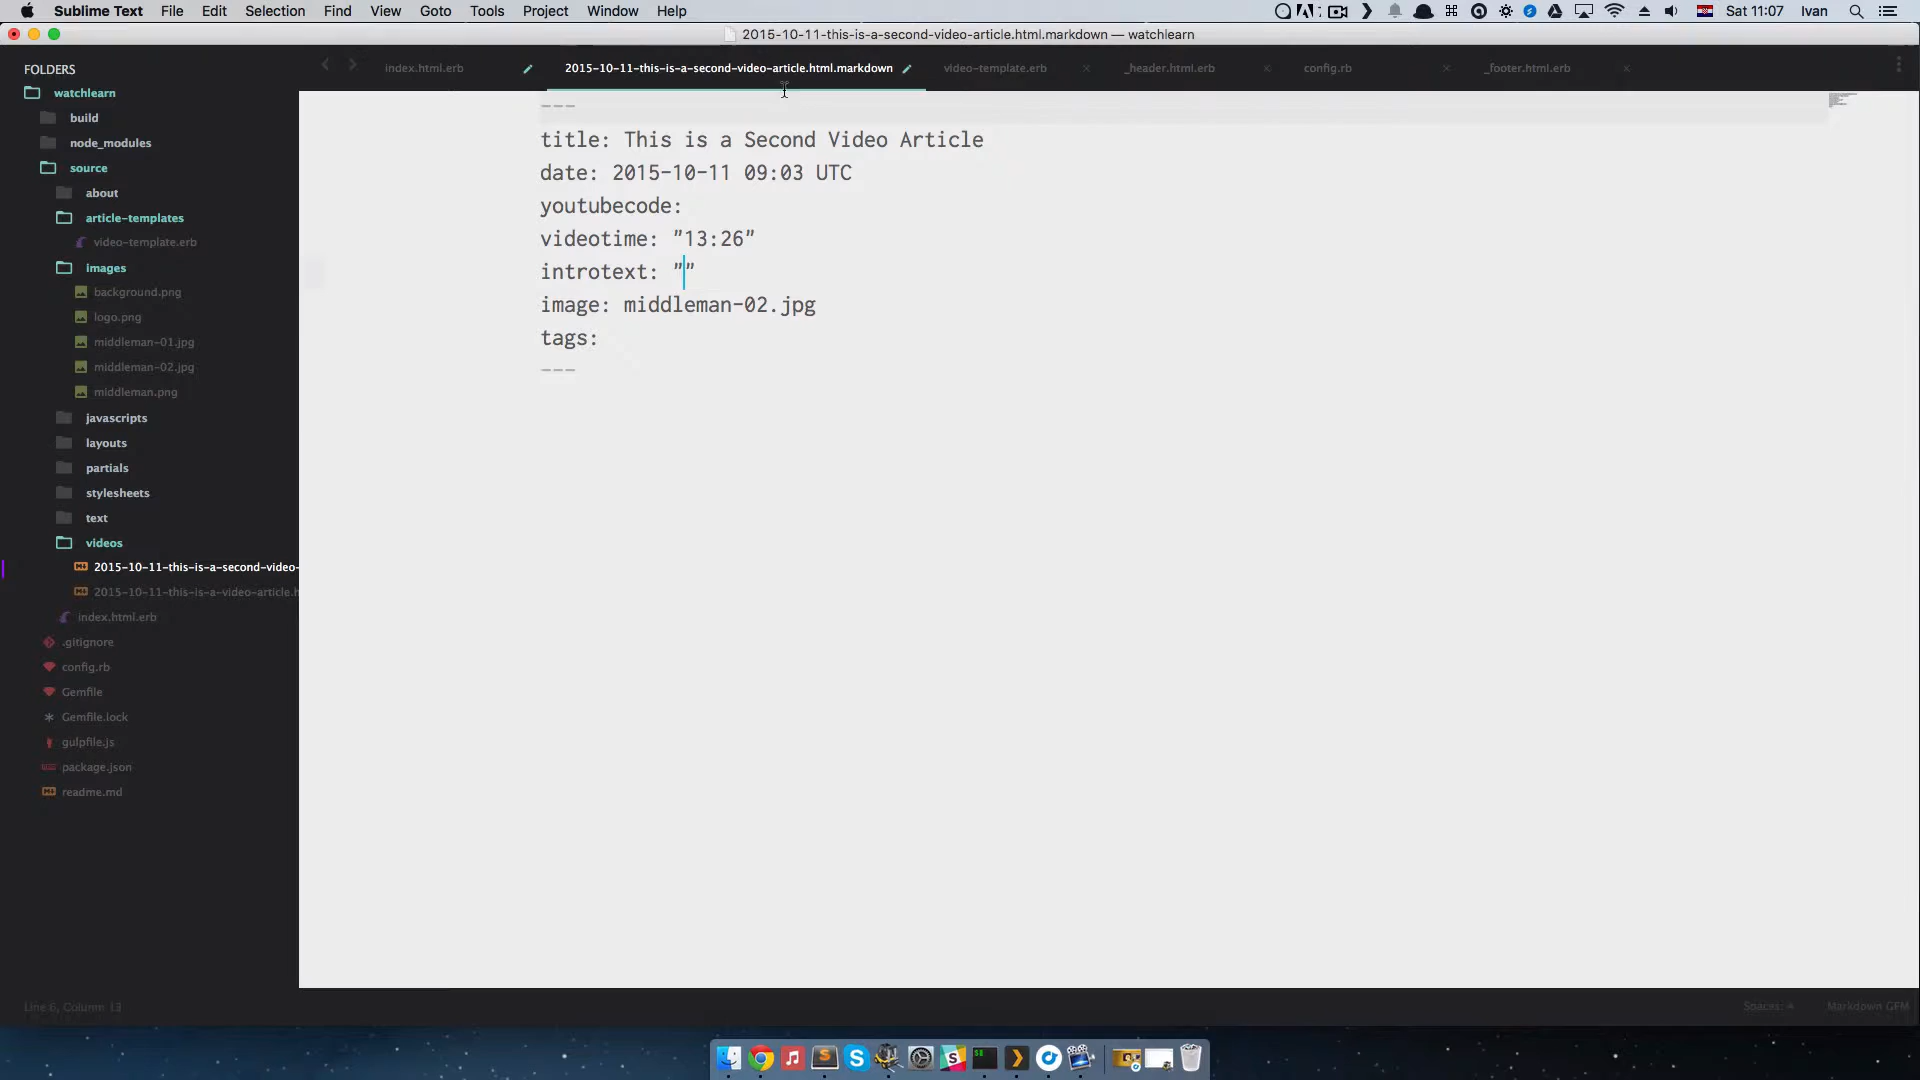 Sublime Text File Edit Selection Find View Goto Tools Project Window Help Sat 11:07 Ivan
2015-10-11-this-is-a-second-video-article.html.markdown — watchlearn
index.html.erb 2015-10-11-this-is-a-second-video-article.html.markdown video-template.erb _header.html.erb config.rb _footer.html.erb
FOLDERS
watchlearn
build
node_modules
source
about
article-templates
video-template.erb
images
background.png
logo.png
middleman-01.jpg
middleman-02.jpg
middleman.png
javascripts
layouts
partials
stylesheets
text
videos
2015-10-11-this-is-a-second-video-
2015-10-11-this-is-a-video-article.h
index.html.erb
.gitignore
config.rb
Gemfile
Gemfile.lock
gulpfile.js
package.json
readme.md
---
title: This is a Second Video Article
date: 2015-10-11 09:03 UTC
youtubecode:
videotime: "13:26"
introtext: ""
image: middleman-02.jpg
tags:
---
Line 6, Column 13
Markdown GFM